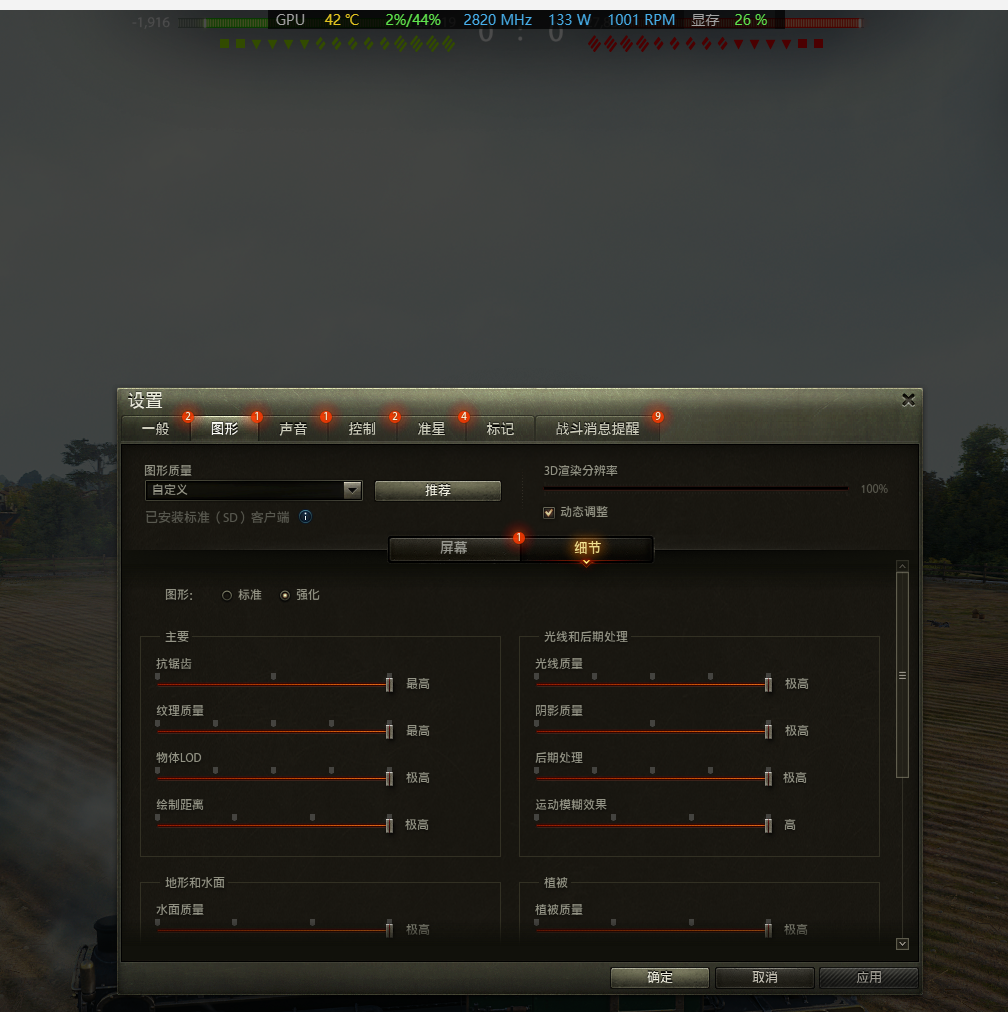 -1,916 GPU 42 ℃ 2%/44% 2820 MHz 133 W 1001 RPM 显存 26 %
0 : 0
设置
2 1 1 2 4 9
一般 图形 声音 控制 准星 标记 战斗消息提醒
图形质量 3D渲染分辨率
自定义 推荐 100%
已安装标准（SD）客户端 动态调整
屏幕 1 细节
图形: 标准 强化
主要 光线和后期处理
抗锯齿 光线质量
最高 极高
纹理质量 阴影质量
最高 极高
物体LOD 后期处理
极高 极高
绘制距离 运动模糊效果
极高 高
地形和水面 植被
水面质量 植被质量
极高 极高
确定 取消 应用